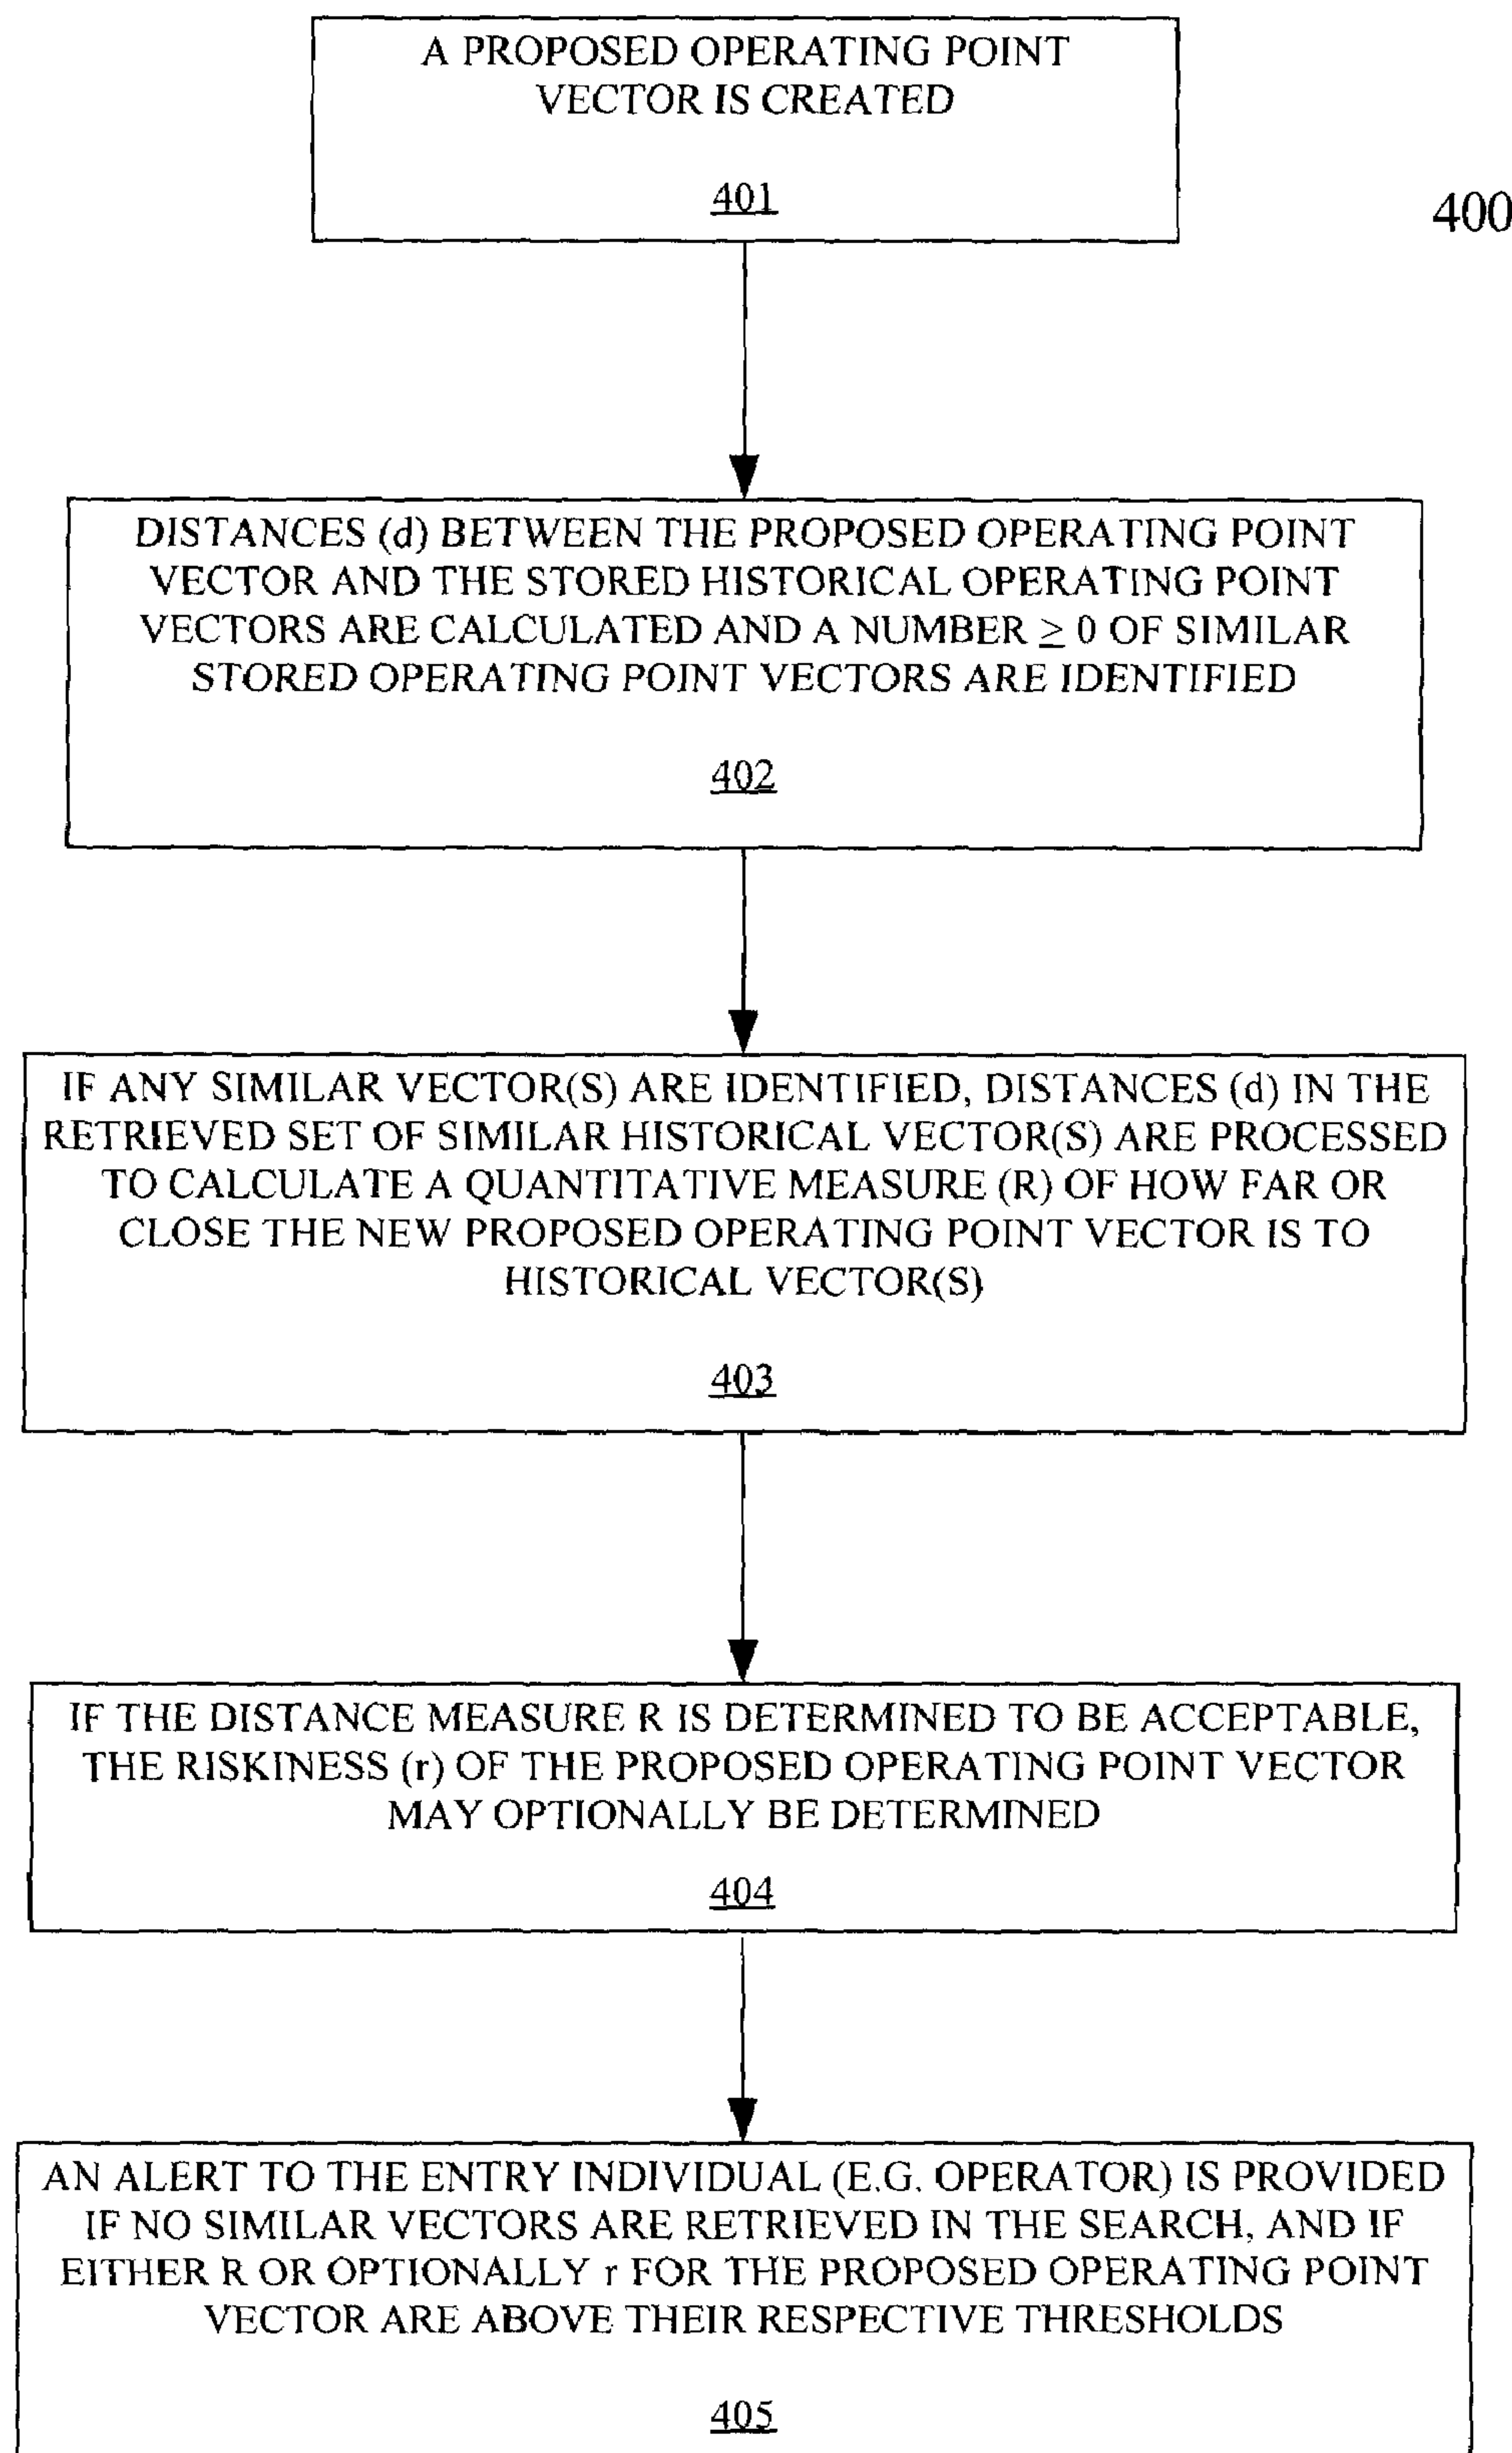 A PROPOSED OPERATING POINT
VECTOR IS CREATED
401
400
DISTANCES (d) BETWEEN THE PROPOSED OPERATING POINT
VECTOR AND THE STORED HISTORICAL OPERATING POINT
VECTORS ARE CALCULATED AND A NUMBER ≥ 0 OF SIMILAR
STORED OPERATING POINT VECTORS ARE IDENTIFIED
402
IF ANY SIMILAR VECTOR(S) ARE IDENTIFIED, DISTANCES (d) IN THE
RETRIEVED SET OF SIMILAR HISTORICAL VECTOR(S) ARE PROCESSED
TO CALCULATE A QUANTITATIVE MEASURE (R) OF HOW FAR OR
CLOSE THE NEW PROPOSED OPERATING POINT VECTOR IS TO
HISTORICAL VECTOR(S)
403
IF THE DISTANCE MEASURE R IS DETERMINED TO BE ACCEPTABLE,
THE RISKINESS (r) OF THE PROPOSED OPERATING POINT VECTOR
MAY OPTIONALLY BE DETERMINED
404
AN ALERT TO THE ENTRY INDIVIDUAL (E.G. OPERATOR) IS PROVIDED
IF NO SIMILAR VECTORS ARE RETRIEVED IN THE SEARCH, AND IF
EITHER R OR OPTIONALLY r FOR THE PROPOSED OPERATING POINT
VECTOR ARE ABOVE THEIR RESPECTIVE THRESHOLDS
405